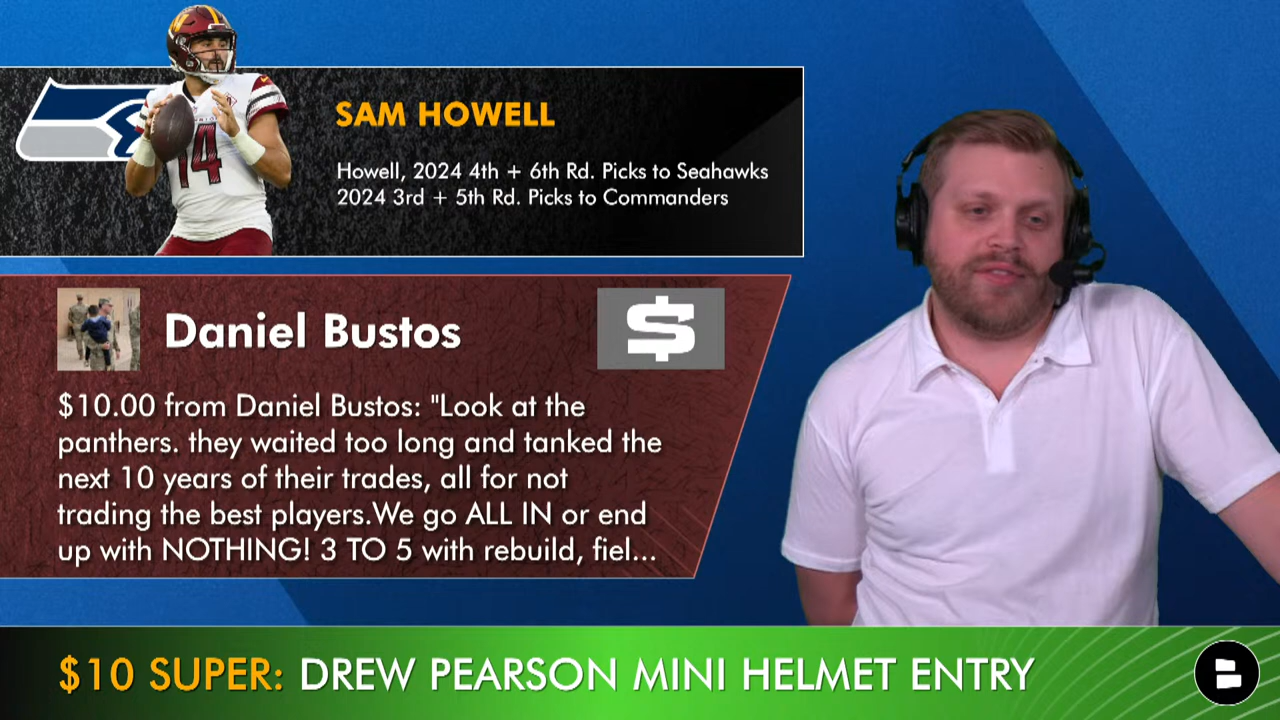 SAM HOWELL
Howell, 2024 4th + 6th Rd. Picks to Seahawks
2024 3rd + 5th Rd. Picks to Commanders
14
Daniel Bustos
$
$10.00 from Daniel Bustos: "Look at the
panthers. they waited too long and tanked the
next 10 years of their trades, all for not
trading the best players.We go ALL IN or end
up with NOTHING! 3 TO 5 with rebuild, fiel...
$10 SUPER: DREW PEARSON MINI HELMET ENTRY